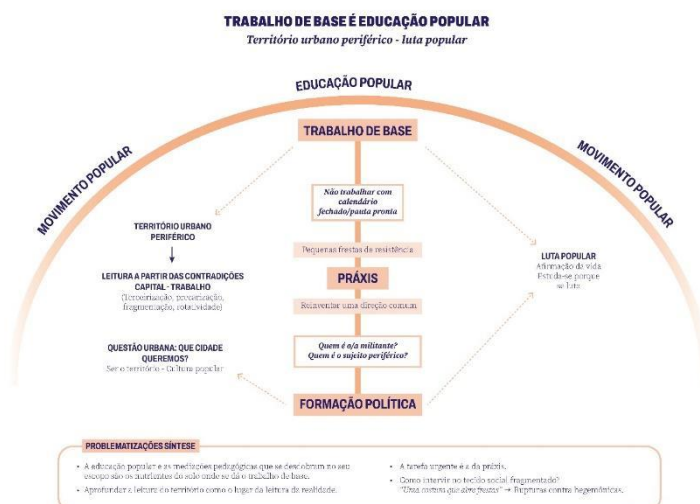 TRABALHO DE BASE É EDUCAÇÃO POPULAR
Território urbano periférico - luta popular
EDUCAÇÃO POPULAR
MOVIMENTO POPULAR
MOVIMENTO POPULAR
TRABALHO DE BASE
Não trabalhar com
calendário
fechado/pauta pronta
Pequenas frestas de resistência
PRÁXIS
Reinventar uma direção comum
Quem é o/a militante?
Quem é o sujeito periférico?
FORMAÇÃO POLÍTICA
TERRITÓRIO URBANO
PERIFÉRICO
LEITURA A PARTIR DAS CONTRADIÇÕES
CAPITAL - TRABALHO
(Terceirização, precarização,
fragmentação, rotatividade)
QUESTÃO URBANA: QUE CIDADE
QUEREMOS?
Ser o território - Cultura popular
LUTA POPULAR
Afirmação da vida
Estuda-se porque
se luta
PROBLEMATIZAÇÕES SÍNTESE
• A educação popular e as mediações pedagógicas que se descobrem no seu
escopo são os nutrientes do solo onde se dá o trabalho de base.
• Aprofundar a leitura do território como o lugar da leitura da realidade.
• A tarefa urgente é a da práxis.
• Como intervir no tecido social fragmentado?
"Uma costura que abre frestas" → Rupturas contra hegemônicas.